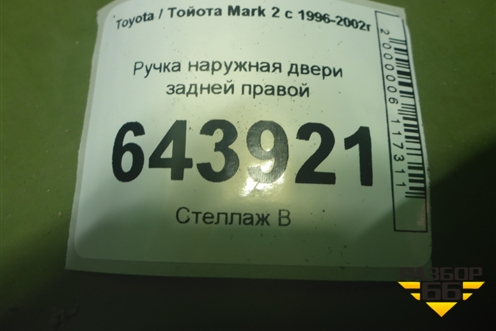 Toyota / Тойота Mark 2 с 1996-2002г
Ручка наружная двери
задней правой
643921
Стеллаж В
2000006117311
РАЗБОР
66